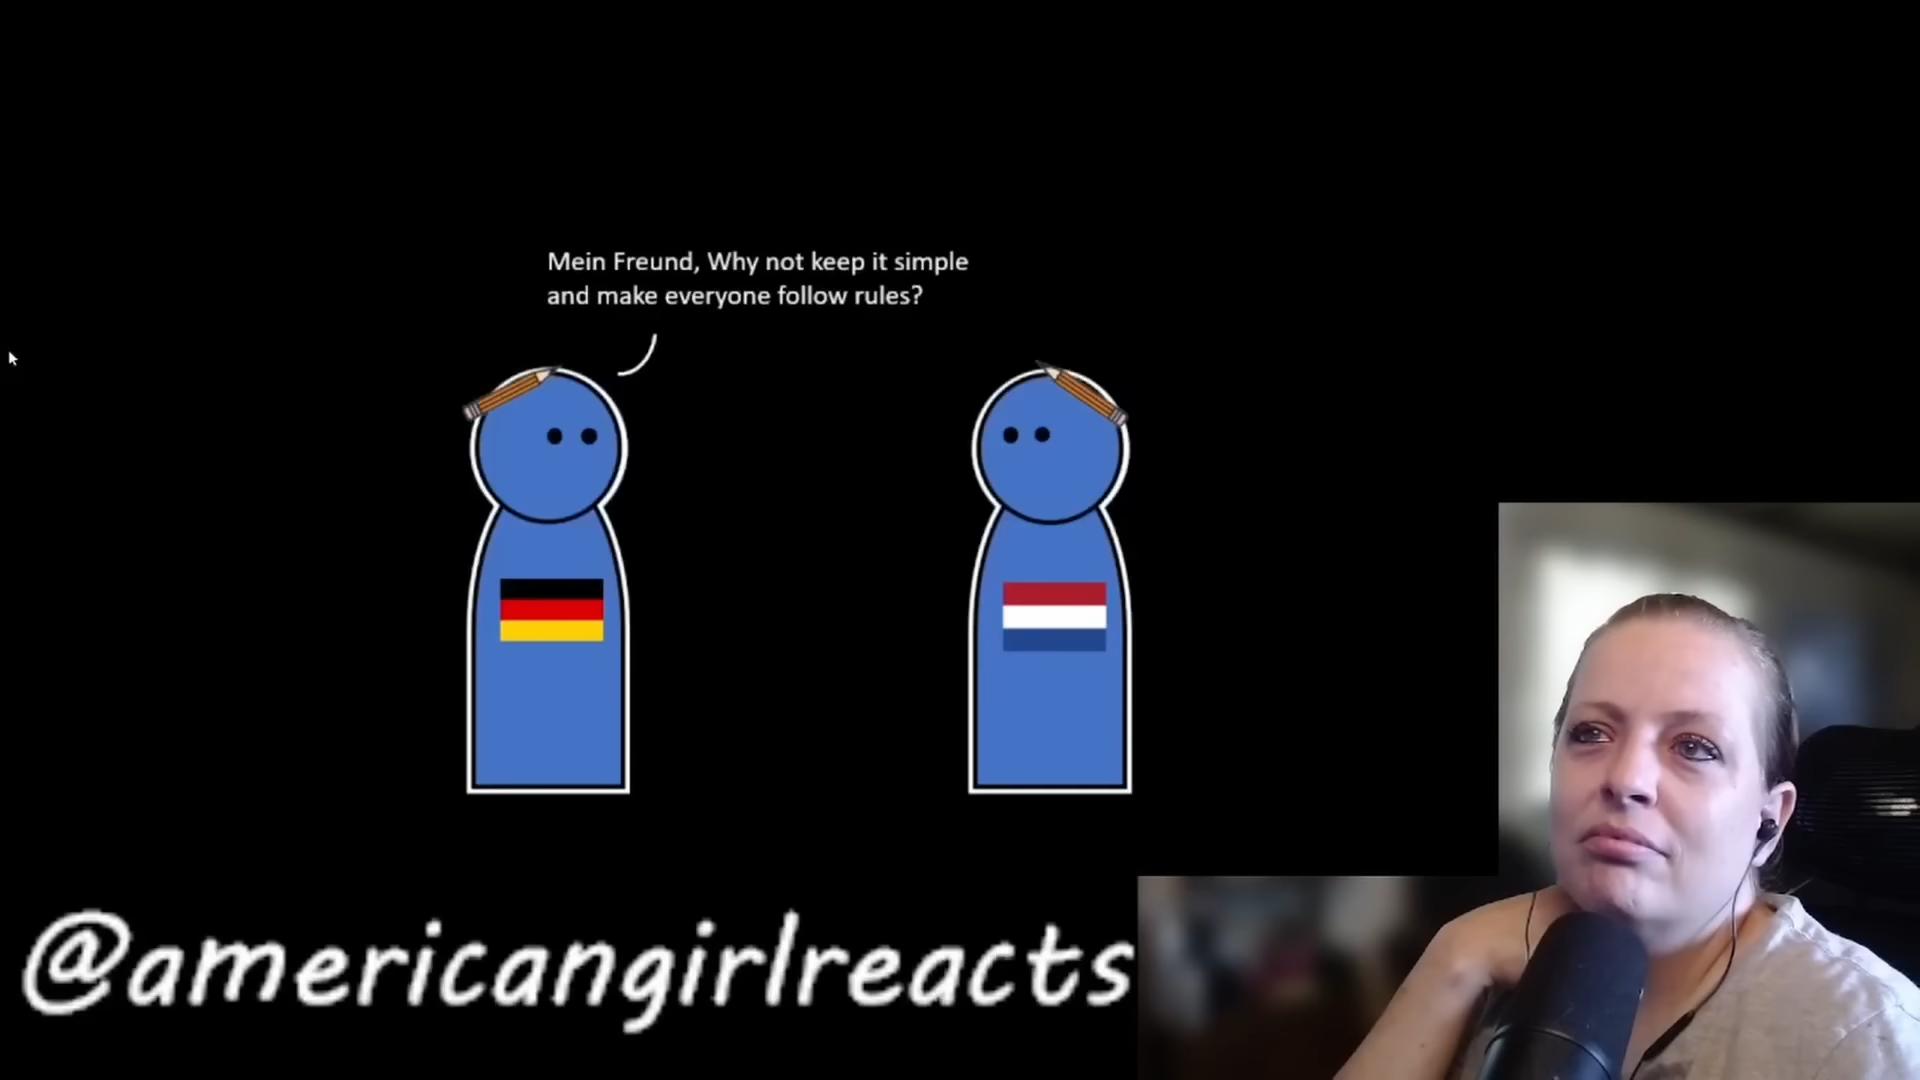 Mein Freund, Why not keep it simple
and make everyone follow rules?
@americangirlreacts